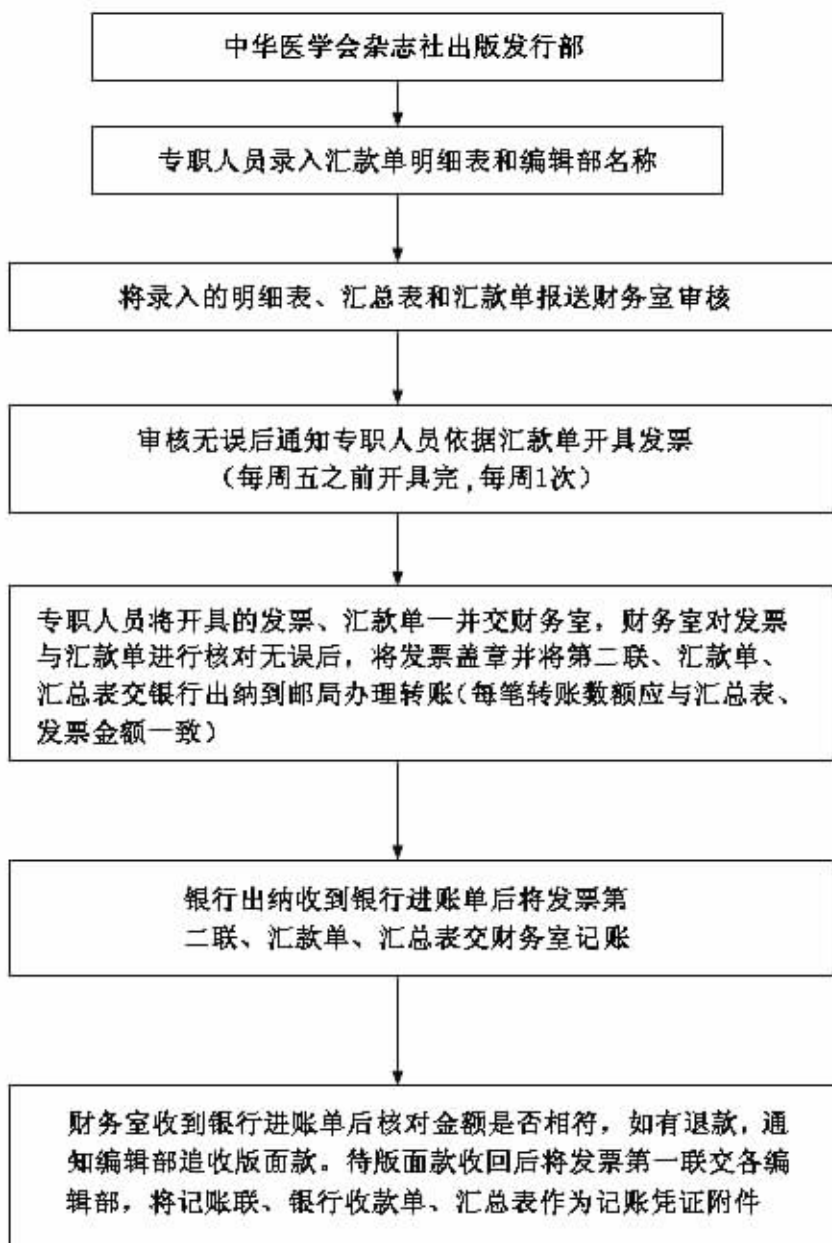 中华医学会杂志社出版发行部
专职人员录入汇款单明细表和编辑部名称
将录入的明细表、汇总表和汇款单报送财务室审核
审核无误后通知专职人员依据汇款单开具发票
（每周五之前开具完,每周1次）
专职人员将开具的发票、汇款单一并交财务室，财务室对发票
与汇款单进行核对无误后，将发票盖章并将第二联、汇款单、
汇总表交银行出纳到邮局办理转账(每笔转账数额应与汇总表、
发票金额一致)
银行出纳收到银行进账单后将发票第
二联、汇款单、汇总表交财务室记账
财务室收到银行进账单后核对金额是否相符，如有退款，通
知编辑部追收版面款。待版面款收回后将发票第一联交各编
辑部，将记账联、银行收款单、汇总表作为记账凭证附件